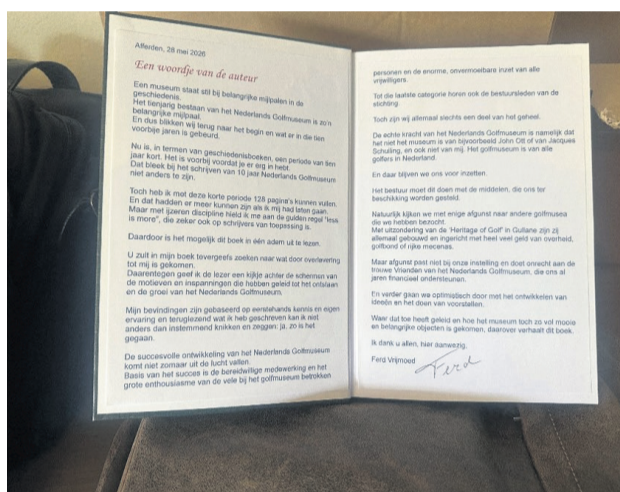 Afferden, 28 mei 2026
Een woordje van de auteur
Een museum staat stil bij belangrijke mijlpalen in de
geschiedenis.
Het tienjarig bestaan van het Nederlands Golfmuseum is zo'n
belangrijke mijlpaal.
En dus blikken wij terug naar het begin en wat er in die tien
voorbije jaren is gebeurd.
Nu is, in termen van geschiedenisboeken, een periode van tien
jaar kort. Het is voorbij voordat je er erg in hebt.
Dat bleek bij het schrijven van 10 jaar Nederlands Golfmuseum
niet anders te zijn.
Toch heb ik met deze korte periode 128 pagina's kunnen vullen.
En dat hadden er meer kunnen zijn als ik mij had laten gaan.
Maar met ijzeren discipline hield ik me aan de gulden regel "less
is more", die zeker ook op schrijvers van toepassing is.
Daardoor is het mogelijk dit boek in één adem uit te lezen.
U zult in mijn boek tevergeefs zoeken naar wat door overlevering
tot mij is gekomen.
Daarentegen geef ik de lezer een kijkje achter de schermen van
de motieven en inspanningen die hebben geleid tot het ontstaan
en de groei van het Nederlands Golfmuseum.
Mijn bevindingen zijn gebaseerd op eerstehands kennis en eigen
ervaring en teruglezend wat ik heb geschreven kan ik niet
anders dan instemmend knikken en zeggen: ja, zo is het
gegaan.
De succesvolle ontwikkeling van het Nederlands Golfmuseum
komt niet zomaar uit de lucht vallen.
Basis van het succes is de bereidwillige medewerking en het
grote enthousiasme van de vele bij het golfmuseum betrokken
personen en de enorme, onvermoeibare inzet van alle
vrijwilligers.
Tot die laatste categorie horen ook de bestuursleden van de
stichting.
Toch zijn wij allemaal slechts een deel van het geheel.
De echte kracht van het Nederlands Golfmuseum is namelijk dat
het niet het museum is van bijvoorbeeld John Ott of van Jacques
Schuiling, en ook niet van mij. Het golfmuseum is van alle
golfers in Nederland.
En daar blijven we ons voor inzetten.
Het bestuur moet dit doen met de middelen, die ons ter
beschikking worden gesteld.
Natuurlijk kijken we met enige afgunst naar andere golfmusea
die we hebben bezocht.
Met uitzondering van de 'Heritage of Golf' in Gullane zijn zij
allemaal gebouwd en ingericht met heel veel geld van overheid,
golfbond of rijke mecenas.
Maar afgunst past niet bij onze instelling en doet onrecht aan de
trouwe Vrienden van het Nederlands Golfmuseum, die ons al
jaren financieel ondersteunen.
En verder gaan we optimistisch door met het ontwikkelen van
ideeën en het doen van voorstellen.
Waar dat toe heeft geleid en hoe het museum toch zo vol mooie
en belangrijke objecten is gekomen, daarover verhaalt dit boek.
Ik dank u allen, hier aanwezig.
Ferd Vrijmoed
Ferd